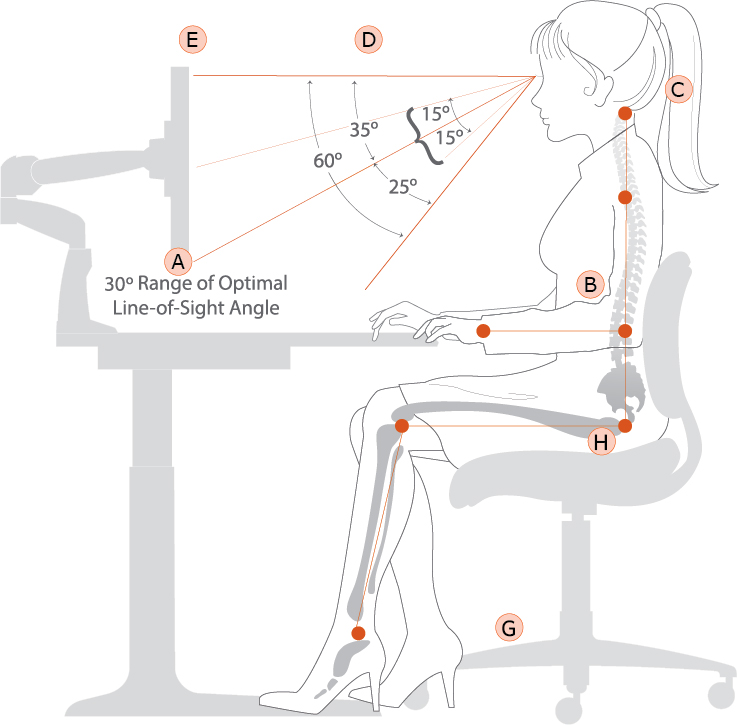 E
D
C
15º
35º
15º
60º
25º
A
30º Range of Optimal
Line-of-Sight Angle
B
H
G